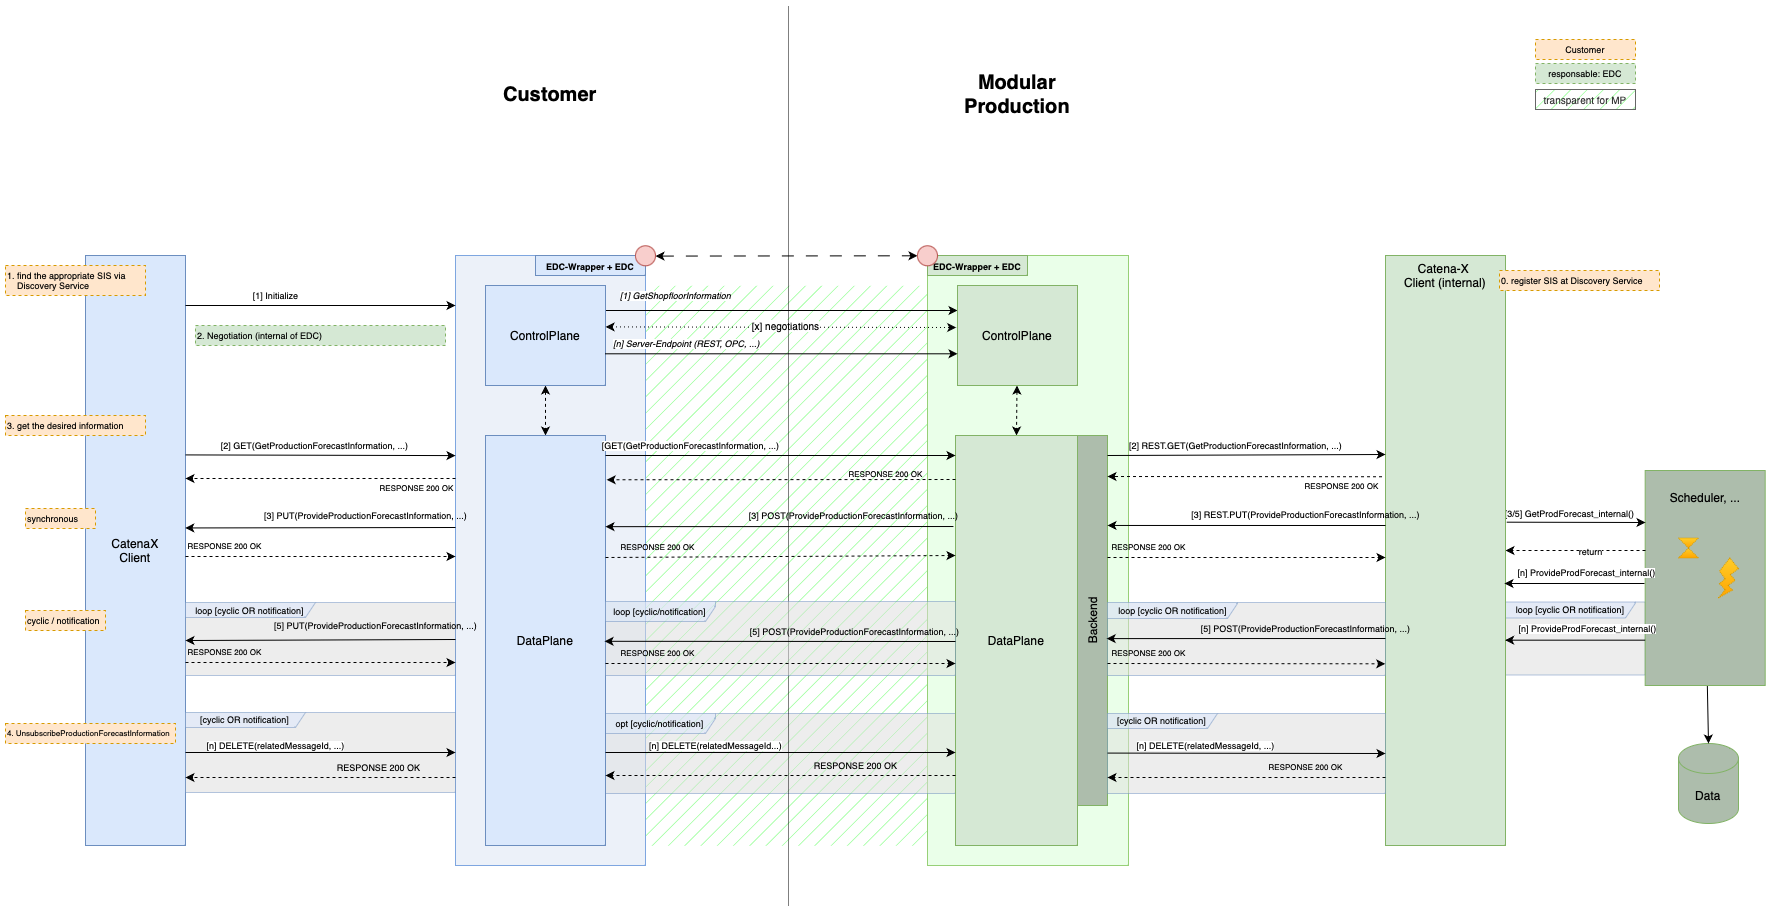 Customer
responsable: EDC
transparent for MP
Customer
Modular
Production
EDC-Wrapper + EDC
EDC-Wrapper + EDC
1. find the appropriate SIS via
Discovery Service
[1] Initialize
2. Negotiation (internal of EDC)
ControlPlane
[1] GetShopfloorInformation
[x] negotiations
[n] Server-Endpoint (REST, OPC, ...)
ControlPlane
Catena-X
Client (internal)
0. register SIS at Discovery Service
3. get the desired information
[2] GET(GetProductionForecastInformation, ...)
[GET(GetProductionForecastInformation, ...)
[2] REST.GET(GetProductionForecastInformation, ...)
RESPONSE 200 OK
RESPONSE 200 OK
RESPONSE 200 OK
Scheduler, ...
synchronous
[3] PUT(ProvideProductionForecastInformation, ...)
[3] POST(ProvideProductionForecastInformation, ...)
[3] REST.PUT(ProvideProductionForecastInformation, ...)
[3/5] GetProdForecast_internal()
CatenaX
Client
RESPONSE 200 OK
RESPONSE 200 OK
RESPONSE 200 OK
return
[n] ProvideProdForecast_internal()
cyclic / notification
loop [cyclic OR notification]
loop [cyclic/notification]
loop [cyclic OR notification]
loop [cyclic OR notification]
[5] PUT(ProvideProductionForecastInformation, ...)
[5] POST(ProvideProductionForecastInformation, ...)
[5] POST(ProvideProductionForecastInformation, ...)
[n] ProvideProdForecast_internal()
DataPlane
DataPlane
Backend
RESPONSE 200 OK
RESPONSE 200 OK
RESPONSE 200 OK
4. UnsubscribeProductionForecastInformation
[cyclic OR notification]
opt [cyclic/notification]
[cyclic OR notification]
[n] DELETE(relatedMessageId, ...)
[n] DELETE(relatedMessageId...)
[n] DELETE(relatedMessageId, ...)
RESPONSE 200 OK
RESPONSE 200 OK
RESPONSE 200 OK
Data